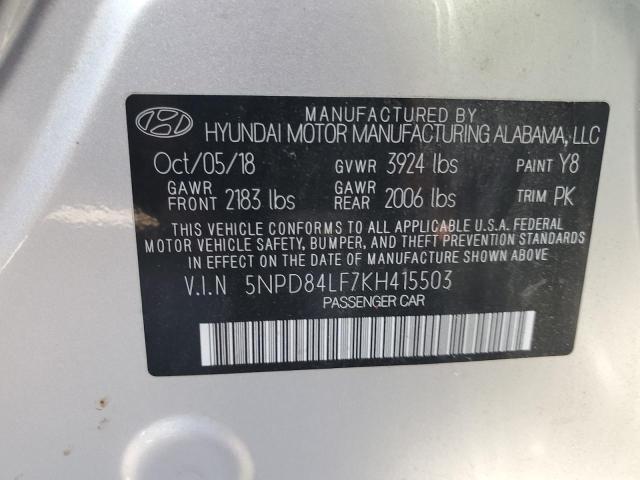 MANUFACTURED BY
HYUNDAI MOTOR MANUFACTURING ALABAMA, LLC
Oct/05/18 GVWR 3924 lbs PAINT Y8
GAWR FRONT 2183 lbs GAWR REAR 2006 lbs TRIM PK
THIS VEHICLE CONFORMS TO ALL APPLICABLE U.S.A. FEDERAL
MOTOR VEHICLE SAFETY, BUMPER, AND THEFT PREVENTION STANDARDS
IN EFFECT ON THE DATE OF MANUFACTURE SHOWN ABOVE.
V.I.N 5NPD84LF7KH415503
PASSENGER CAR